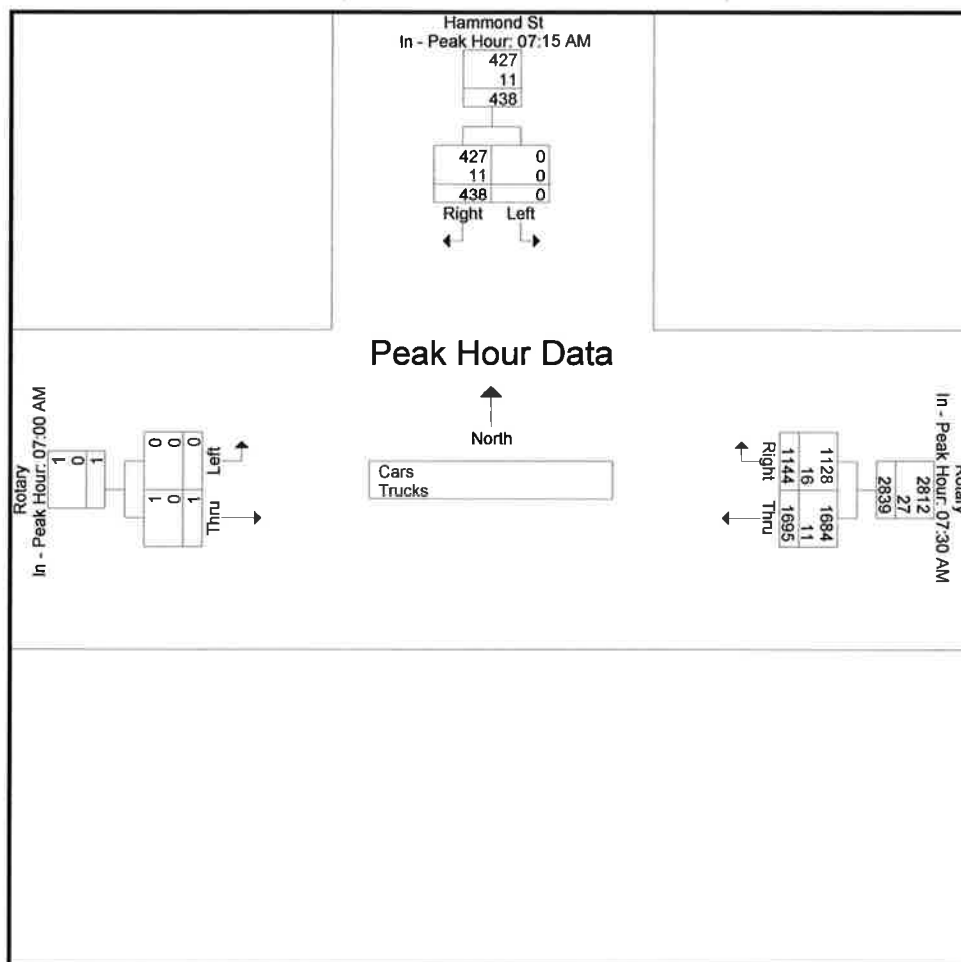 Hammond St
In - Peak Hour: 07:15 AM
427
11
438
427 0
11 0
438 0
Right Left
Peak Hour Data
North
Cars
Trucks
Rotary
In - Peak Hour: 07:00 AM
1
0
1
0 1
0 0
0 1
Left Thru
Rotary
In - Peak Hour: 07:30 AM
2812
27
2839
1128 1684
16 11
1144 1695
Right Thru